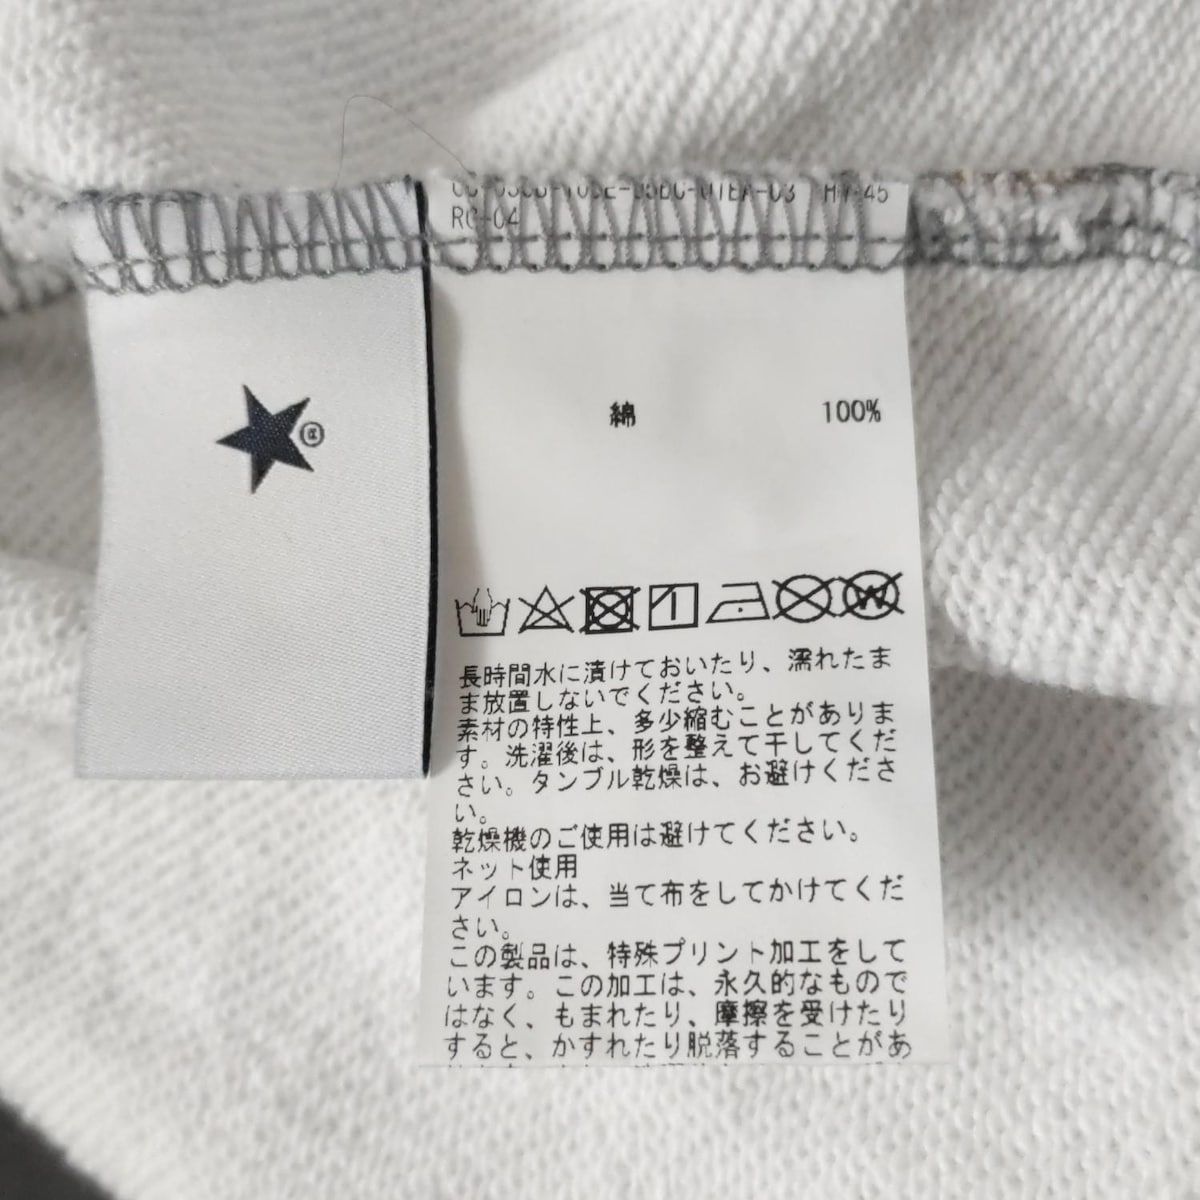 HV-45
RC-04
®
綿 100%
W
長時間水に漬けておいたり、濡れたま
ま放置しないでください。
素材の特性上、多少縮むことがありま
す。洗濯後は、形を整えて干してくだ
さい。タンブル乾燥は、お避けくださ
い。
乾燥機のご使用は避けてください。
ネット使用
アイロンは、当て布をしてかけてくだ
さい。
この製品は、特殊プリント加工をして
います。この加工は、永久的なもので
はなく、もまれたり、摩擦を受けたり
すると、かすれたり脱落することがあ